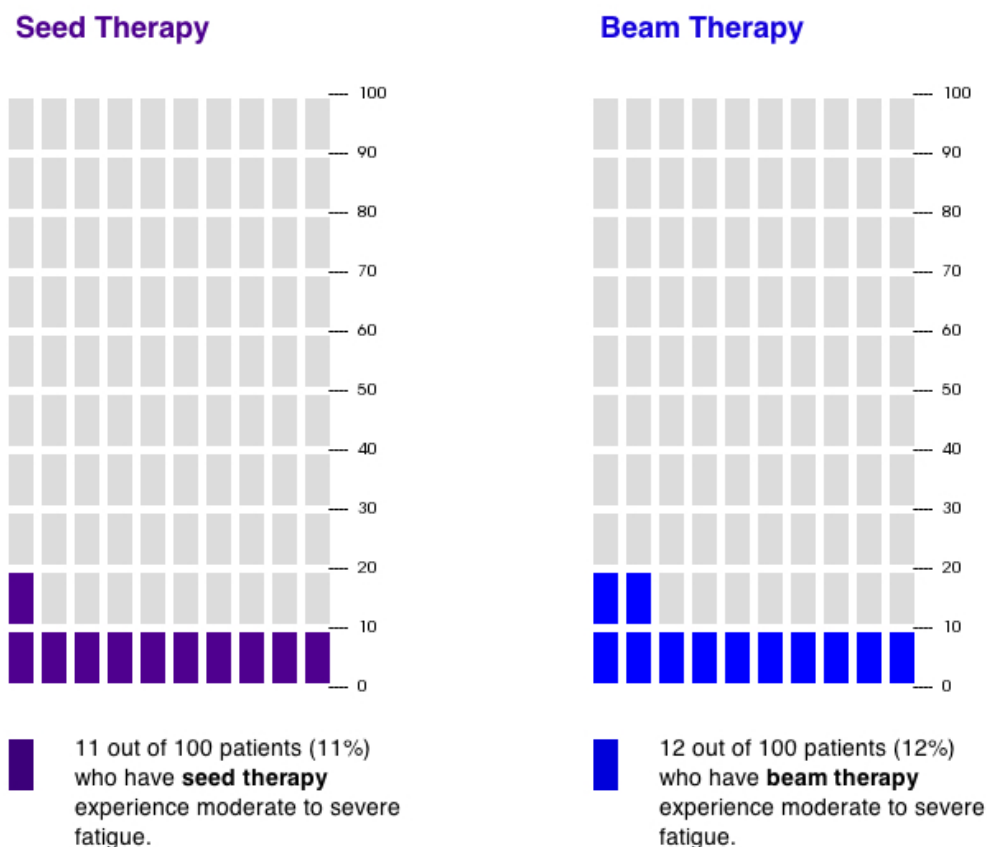 Seed Therapy
100
90
80
70
60
50
40
30
20
10
0
11 out of 100 patients (11%)
who have seed therapy
experience moderate to severe
fatigue.
Beam Therapy
100
90
80
70
60
50
40
30
20
10
0
12 out of 100 patients (12%)
who have beam therapy
experience moderate to severe
fatigue.